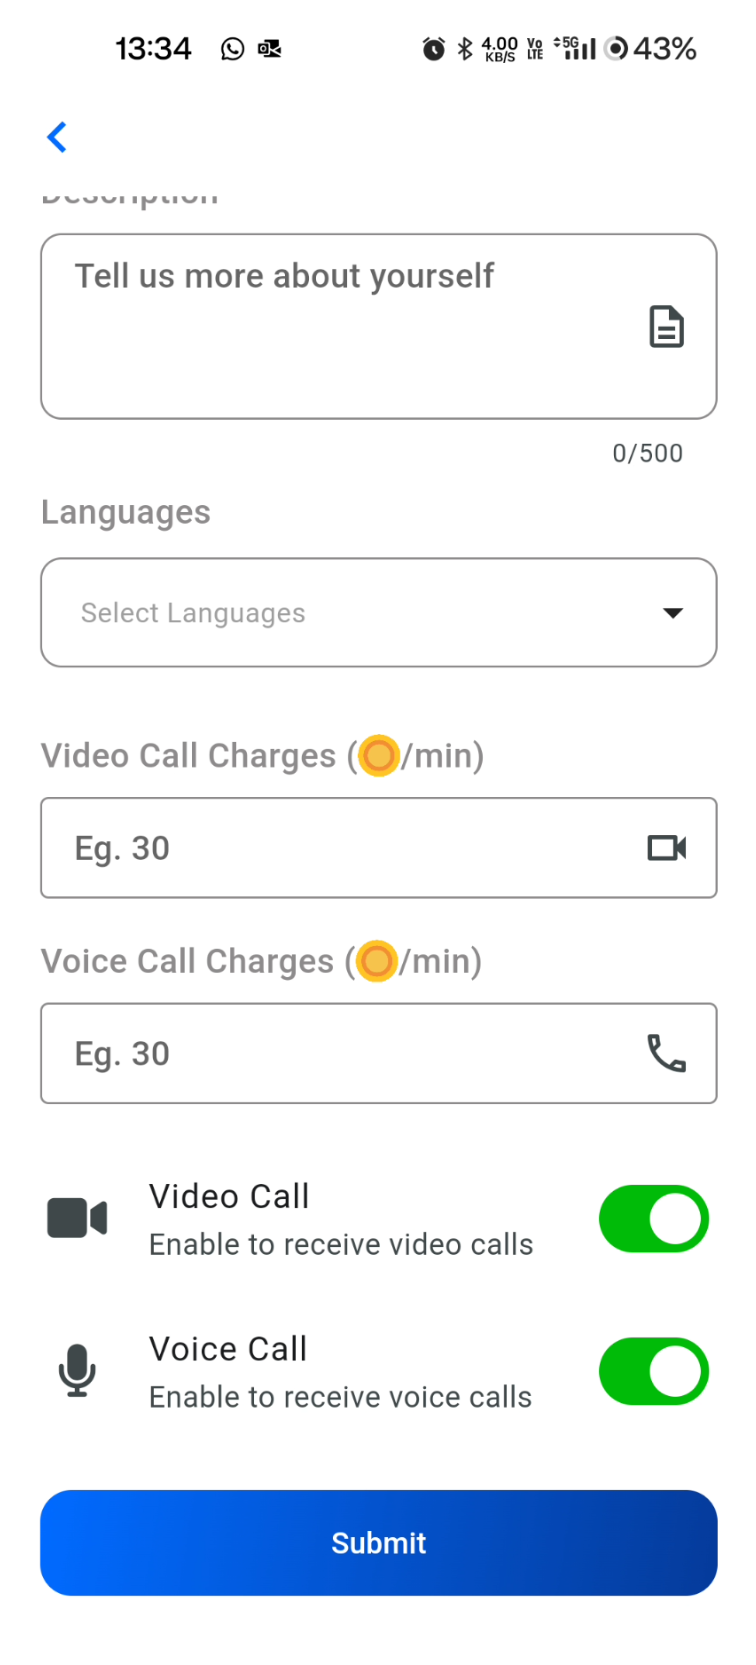 13:34 4.00 KB/S Vo LTE 5G 43%
Description
Tell us more about yourself
0/500
Languages
Select Languages
Video Call Charges (/min)
Eg. 30
Voice Call Charges (/min)
Eg. 30
Video Call
Enable to receive video calls
Voice Call
Enable to receive voice calls
Submit